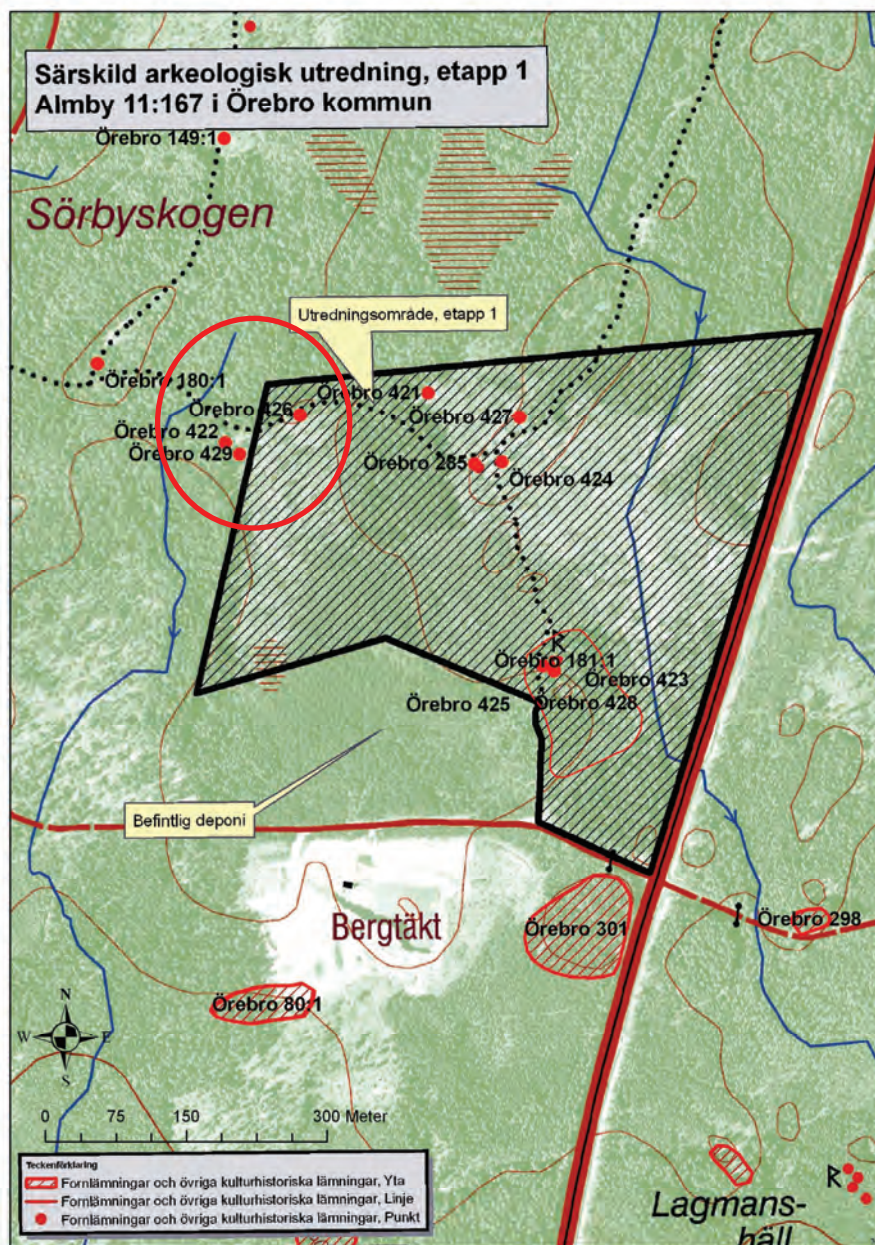 Särskild arkeologisk utredning, etapp 1
Almby 11:167 i Örebro kommun
Örebro 149:1
Sörbyskogen
Utredningsområde, etapp 1
Örebro 180:1
Örebro 421
Örebro 426
Örebro 427
Örebro 422
Örebro 429
Örebro 285
Örebro 424
R
Örebro 181:1
Örebro 423
Örebro 425
Örebro 428
Befintlig deponi
Bergtäkt
Örebro 301
Örebro 298
Örebro 80:1
N
W
E
S
0 75 150 300 Meter
Teckenförklaring
Fornlämningar och övriga kulturhistoriska lämningar, Yta
Fornlämningar och övriga kulturhistoriska lämningar, Linje
Fornlämningar och övriga kulturhistoriska lämningar, Punkt
R
Lagmans-
häll